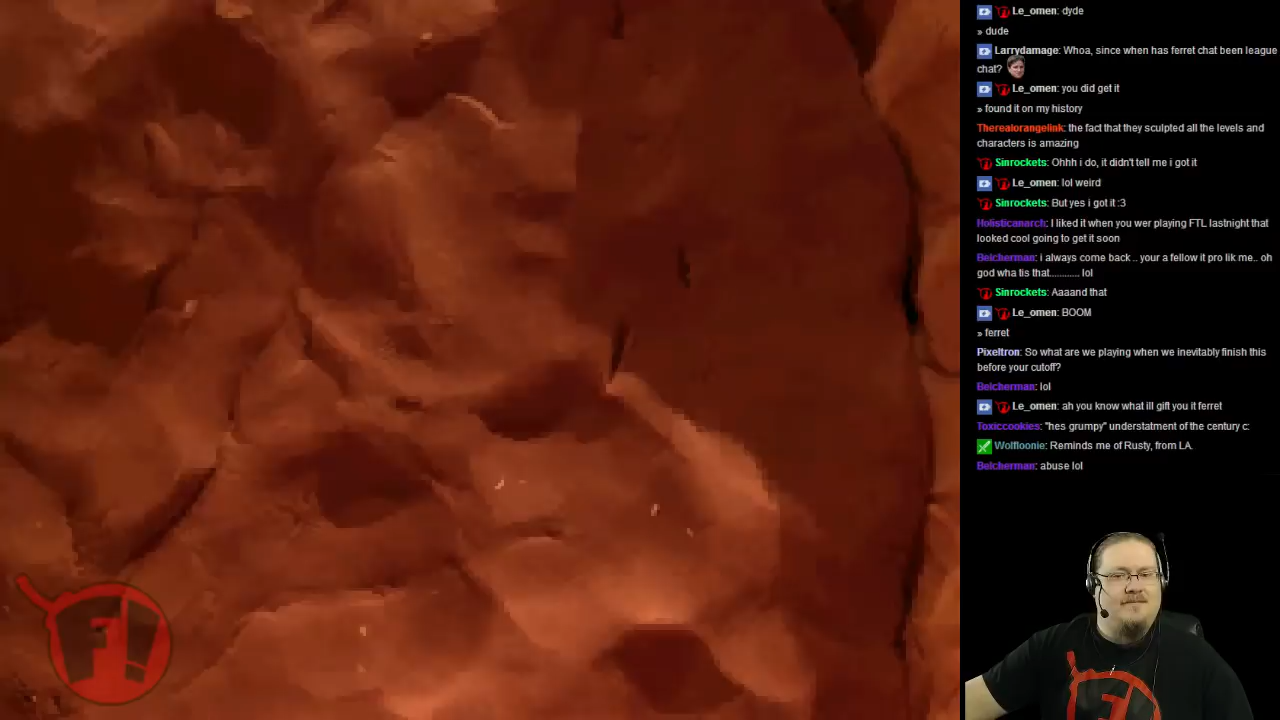 Le_omen: dyde
» dude
Larrydamage: Whoa, since when has ferret chat been league
chat?
Le_omen: you did get it
» found it on my history
Therealorangelink: the fact that they sculpted all the levels and
characters is amazing
Sinrockets: Ohhh i do, it didn't tell me i got it
Le_omen: lol weird
Sinrockets: But yes i got it :3
Holisticanarch: I liked it when you wer playing FTL lastnight that
looked cool going to get it soon
Belcherman: i always come back .. your a fellow it pro lik me.. oh
god wha tis that............ lol
Sinrockets: Aaaand that
Le_omen: BOOM
» ferret
Pixeltron: So what are we playing when we inevitably finish this
before your cutoff?
Belcherman: lol
Le_omen: ah you know what ill gift you it ferret
Toxiccookies: "hes grumpy" understatment of the century c:
Wolfloonie: Reminds me of Rusty, from LA.
Belcherman: abuse lol
F!